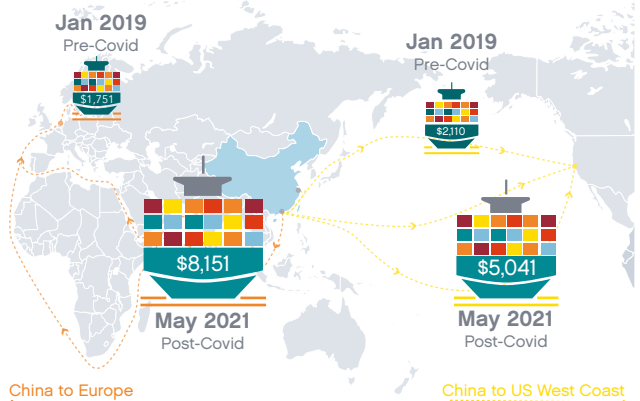 Jan 2019
Pre-Covid
$1,751
Jan 2019
Pre-Covid
$2,110
$8,151
May 2021
Post-Covid
$5,041
May 2021
Post-Covid
China to Europe
China to US West Coast